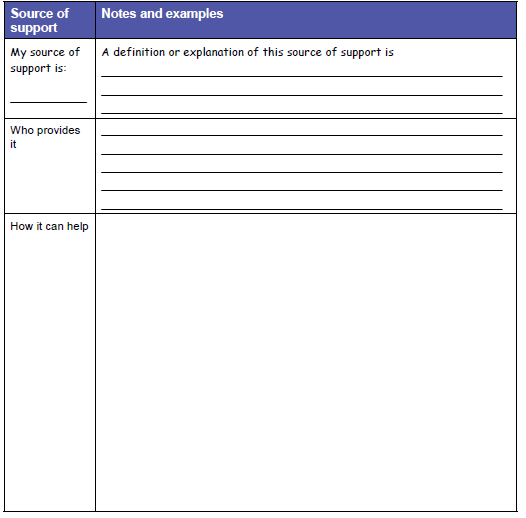 Source of
support
Notes and examples
My source of
support is:
A definition or explanation of this source of support is
Who provides
it
How it can help